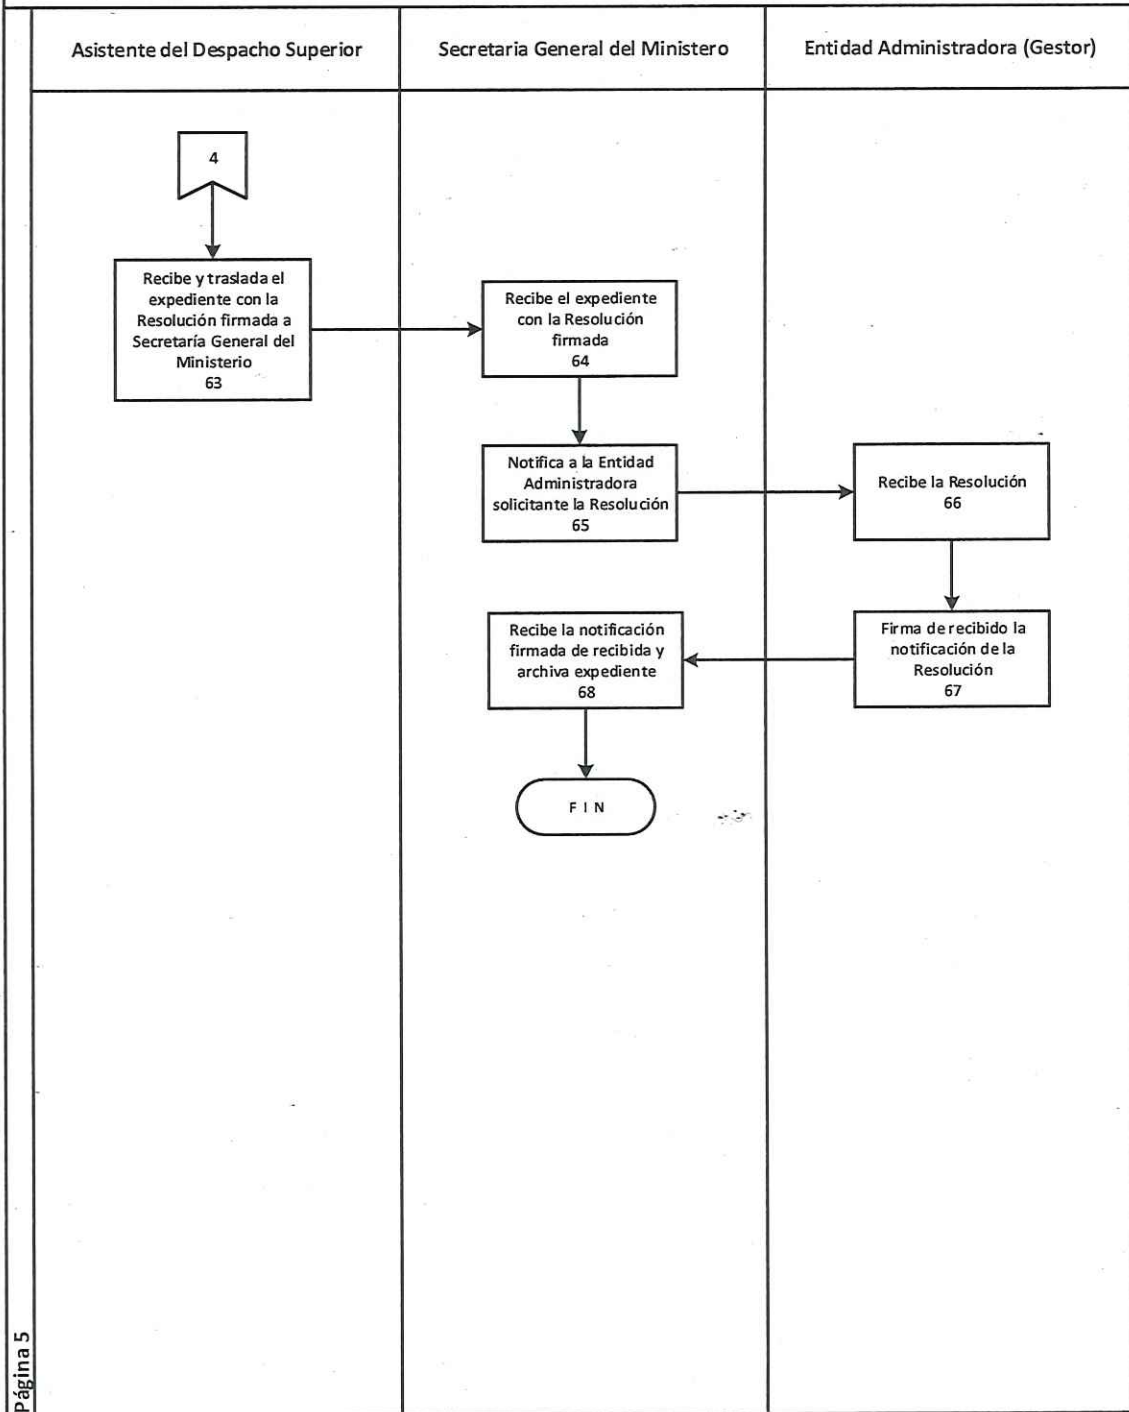 Asistente del Despacho Superior
Secretaria General del Ministero
Entidad Administradora (Gestor)
4
Recibe y traslada el
expediente con la
Resolución firmada a
Secretaría General del
Ministerio
63
Recibe el expediente
con la Resolución
firmada
64
Notifica a la Entidad
Administradora
solicitante la Resolución
65
Recibe la Resolución
66
Firma de recibido la
notificación de la
Resolución
67
Recibe la notificación
firmada de recibida y
archiva expediente
68
F I N
Página 5